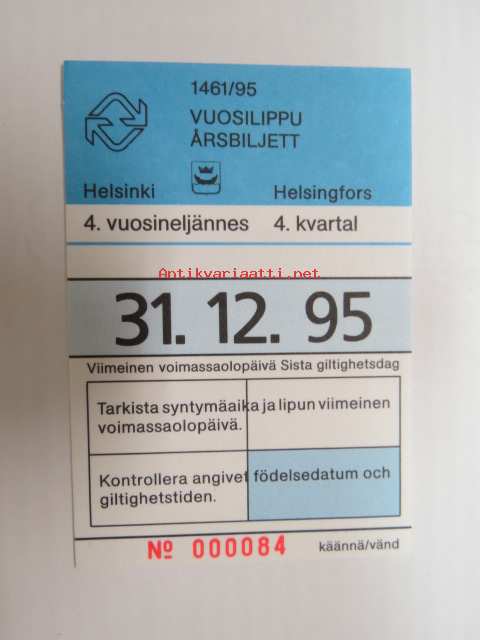 1461/95
VUOSILIPPU
ÅRSBILJETT
Helsinki Helsingfors
4. vuosineljännes 4. kvartal
Antikvariaatti.net
31. 12. 95
Viimeinen voimassaolopäivä Sista giltighetsdag
Tarkista syntymäaika ja lipun viimeinen
voimassaolopäivä.
Kontrollera angivet födelsedatum och
giltighetstiden.
Nº 000084 käännä/vänd